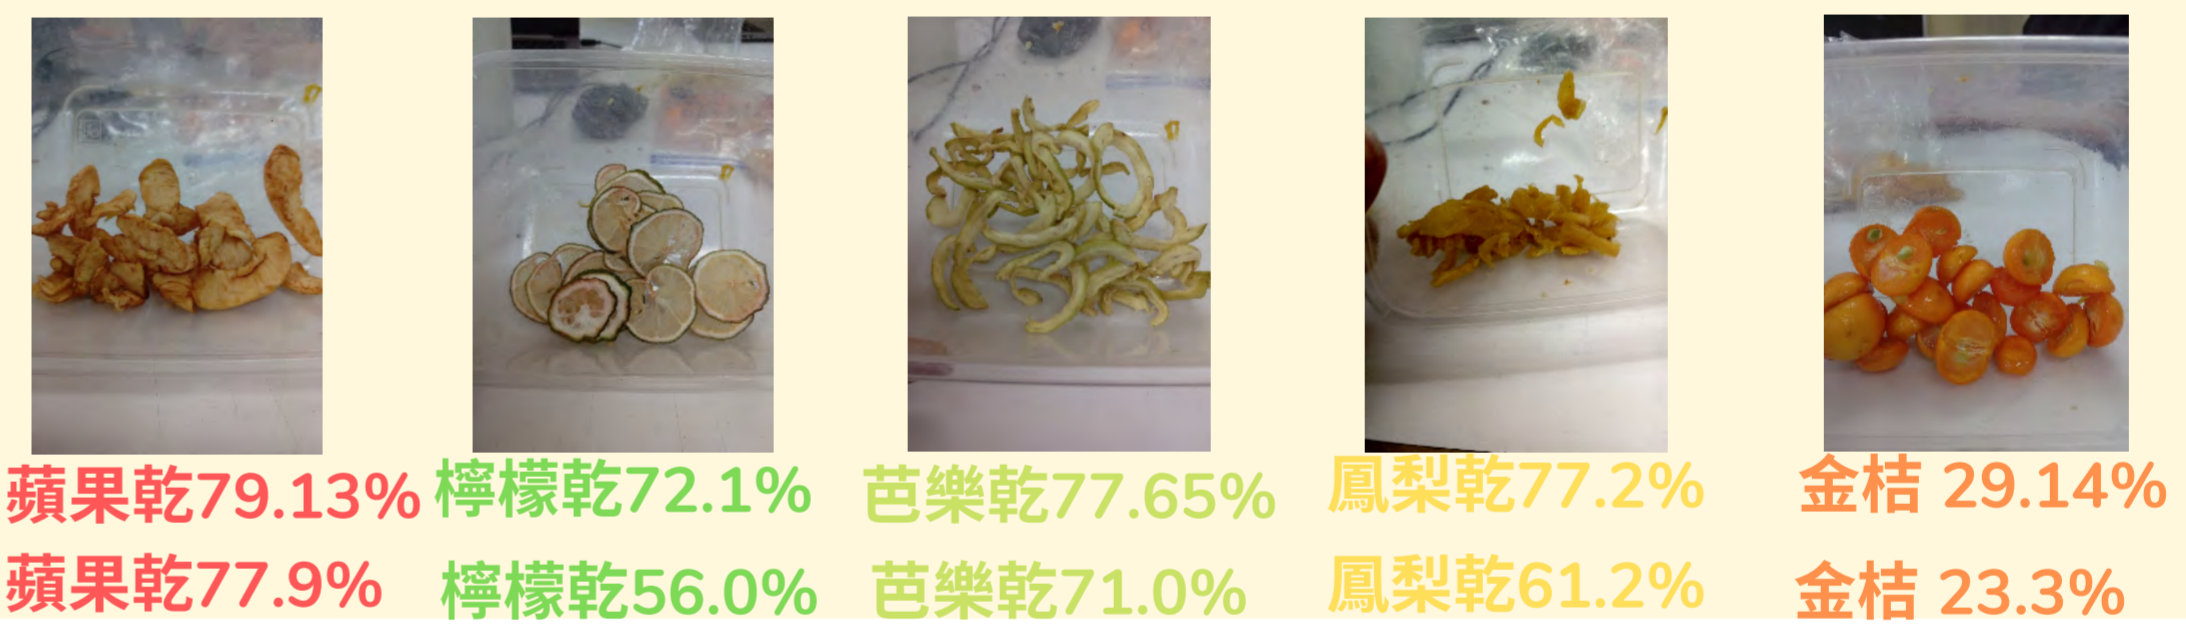 蘋果乾79.13%
檸檬乾72.1%
芭樂乾77.65%
鳳梨乾77.2%
金桔 29.14%
蘋果乾77.9%
檸檬乾56.0%
芭樂乾71.0%
鳳梨乾61.2%
金桔 23.3%